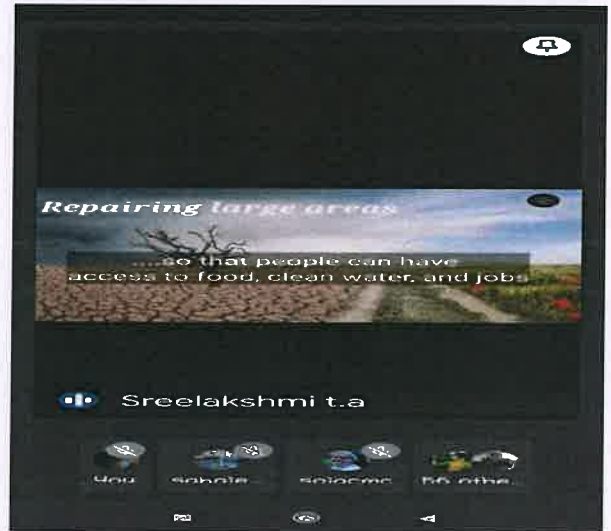 Repairing large areas
....so that people can have
access to food, clean water, and jobs
Sreelakshmi t.a
You